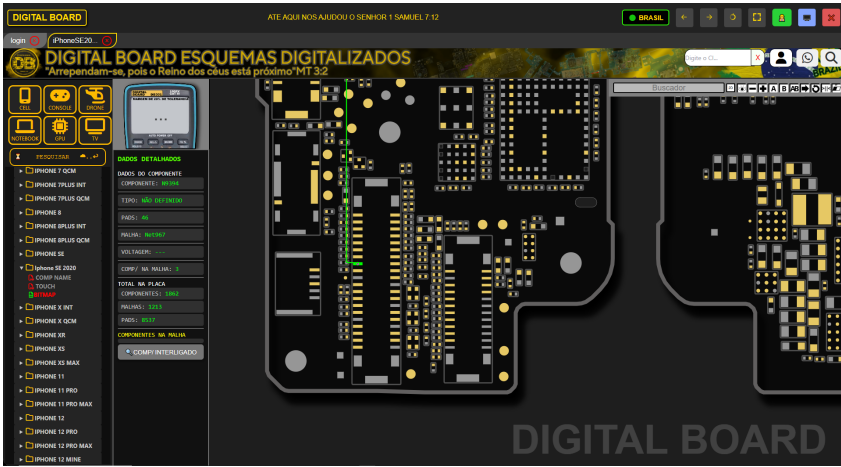 DIGITAL BOARD
ATE AQUI NOS AJUDOU O SENHOR 1 SAMUEL 7:12
BRASIL
login
iPhoneSE20...
DIGITAL BOARD ESQUEMAS DIGITALIZADOS
"Arrependam-se, pois o Reino dos céus está próximo"MT 3:2
DB
Digite o CI...
X
CELL
CONSOLE
DRONE
NOTEBOOK
GPU
TV
PESQUISAR
IPHONE 7 QCM
IPHONE 7PLUS INT
IPHONE 7PLUS QCM
IPHONE 8
IPHONE 8PLUS INT
IPHONE 8PLUS QCM
IPHONE SE
Iphone SE 2020
COMP NAME
TOUCH
BITMAP
IPHONE X INT
IPHONE X QCM
IPHONE XR
IPHONE XS
IPHONE XS MAX
IPHONE 11
IPHONE 11 PRO
IPHONE 11 PRO MAX
IPHONE 12
IPHONE 12 PRO
IPHONE 12 PRO MAX
IPHONE 12 MINE
DADOS DETALHADOS
DADOS DO COMPONENTE
COMPONENTE: N0394
TIPO: NÃO DEFINIDO
PADS: 46
MALHA: Net967
VOLTAGEM: ---
COMP/ NA MALHA: 3
TOTAL NA PLACA
COMPONENTES: 1862
MALHAS: 1213
PADS: 8537
COMPONENTES NA MALHA
COMP/ INTERLIGADO
Buscador
A B AB
DIGITAL BOARD